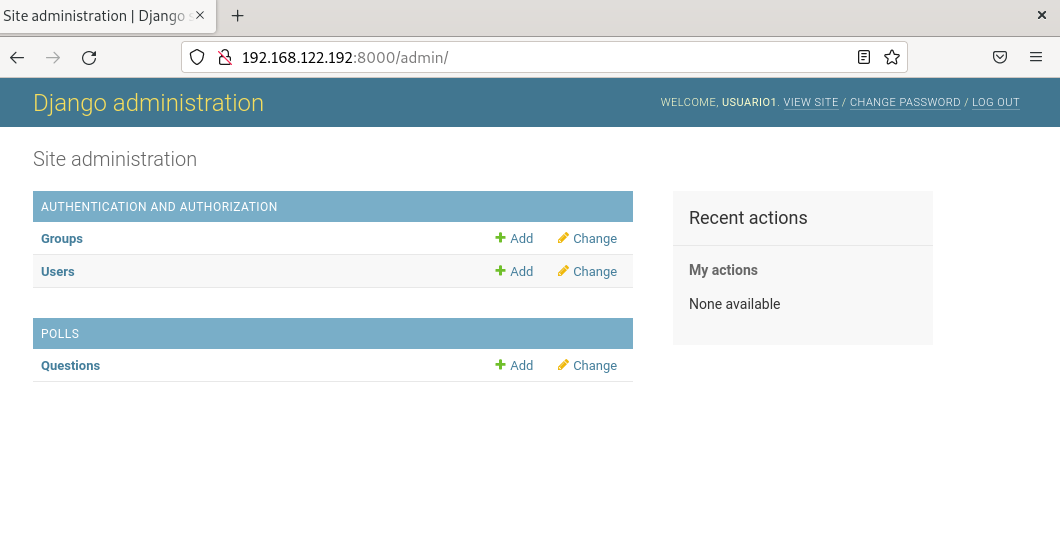 Site administration | Django s
192.168.122.192:8000/admin/
Django administration
WELCOME, USUARIO1. VIEW SITE / CHANGE PASSWORD / LOG OUT
Site administration
AUTHENTICATION AND AUTHORIZATION
Groups Add Change
Users Add Change
POLLS
Questions Add Change
Recent actions
My actions
None available